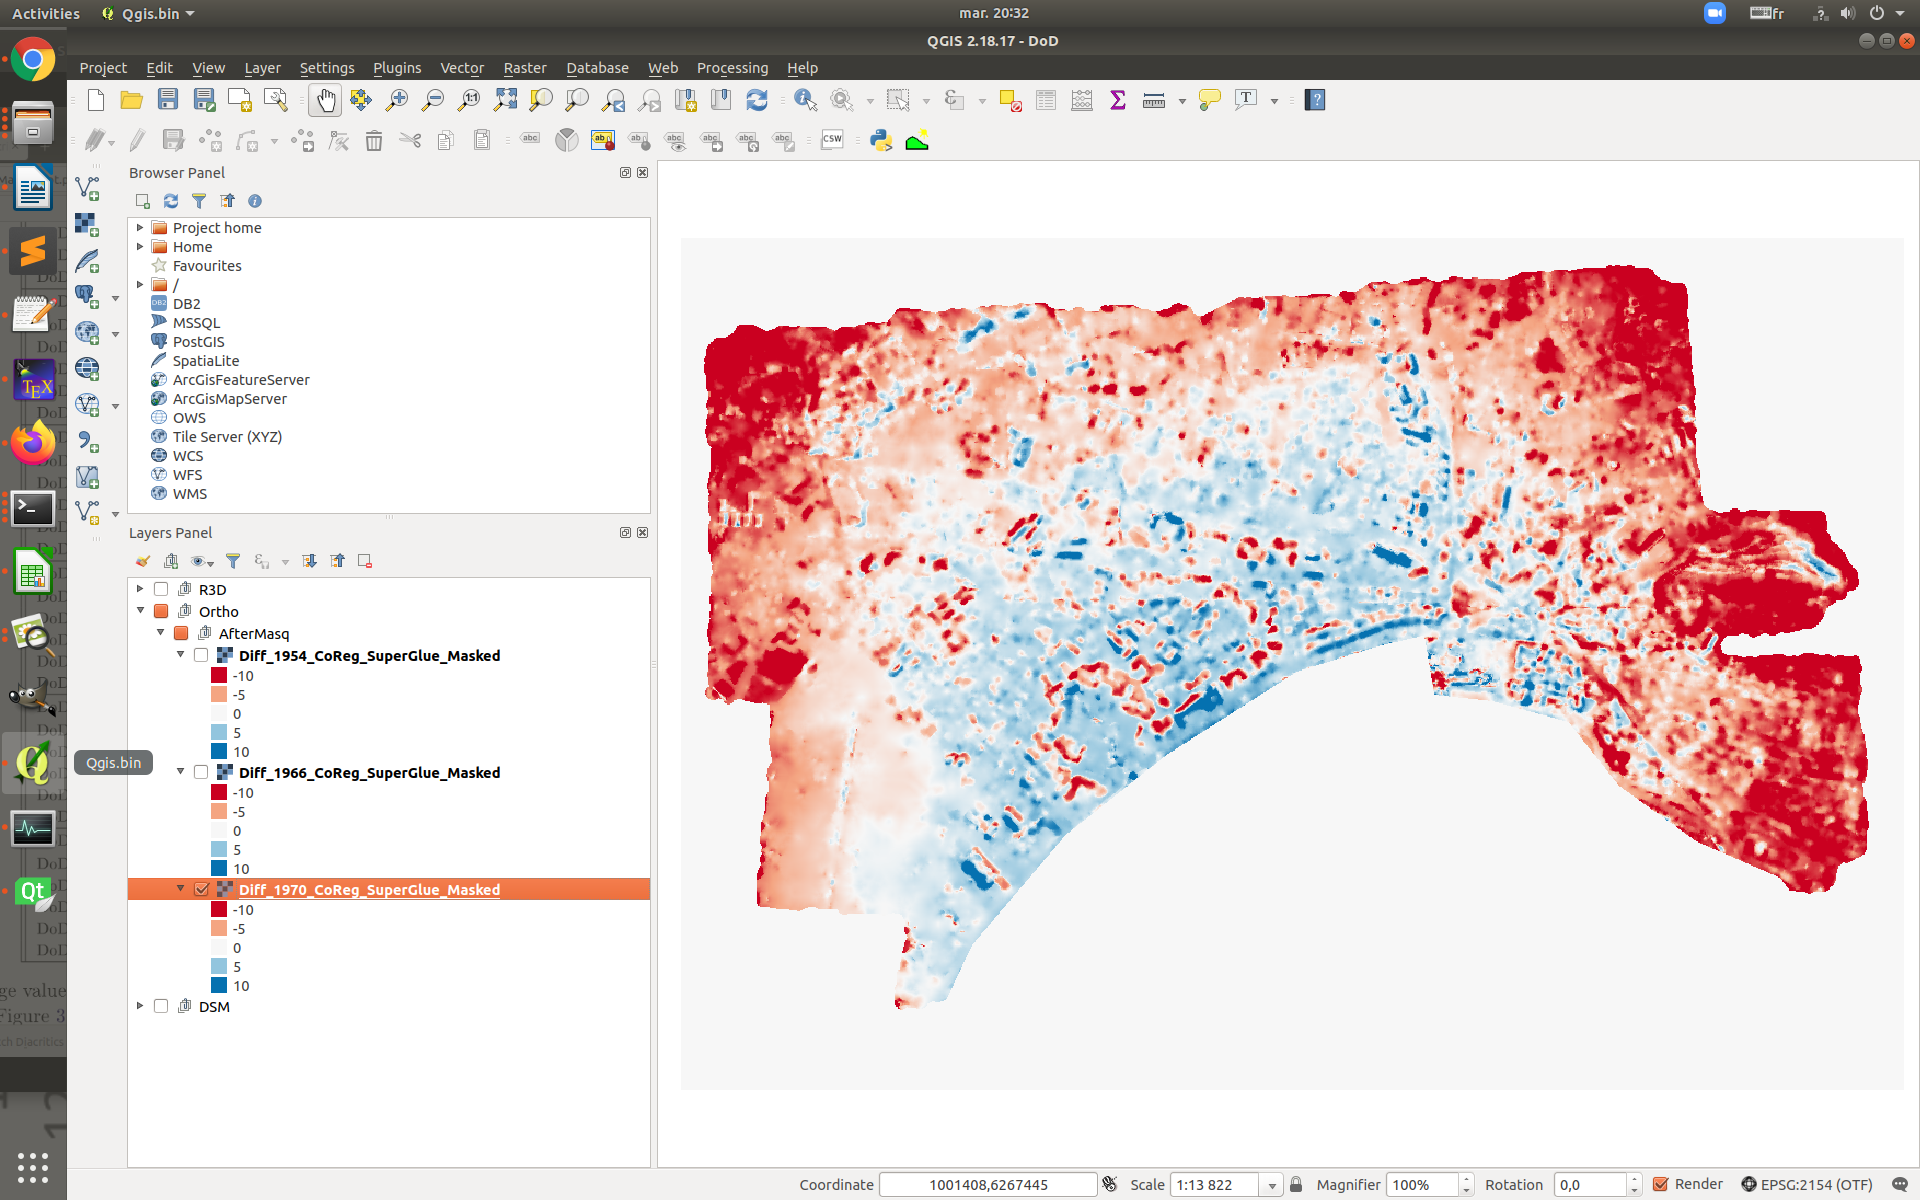 Activities Qgis.bin mar. 20:32 fr
QGIS 2.18.17 - DoD
Project Edit View Layer Settings Plugins Vector Raster Database Web Processing Help
Browser Panel
Project home
Home
Favourites
/
DB2
MSSQL
PostGIS
SpatiaLite
ArcGisFeatureServer
ArcGisMapServer
OWS
Tile Server (XYZ)
WCS
WFS
WMS
Layers Panel
R3D
Ortho
AfterMasq
Diff_1954_CoReg_SuperGlue_Masked
-10
-5
0
5
10
Qgis.bin
Diff_1966_CoReg_SuperGlue_Masked
-10
-5
0
5
10
Diff_1970_CoReg_SuperGlue_Masked
-10
-5
0
5
10
DSM
ge value
Figure 3
Coordinate 1001408,6267445 Scale 1:13 822 Magnifier 100% Rotation 0,0 Render EPSG:2154 (OTF)